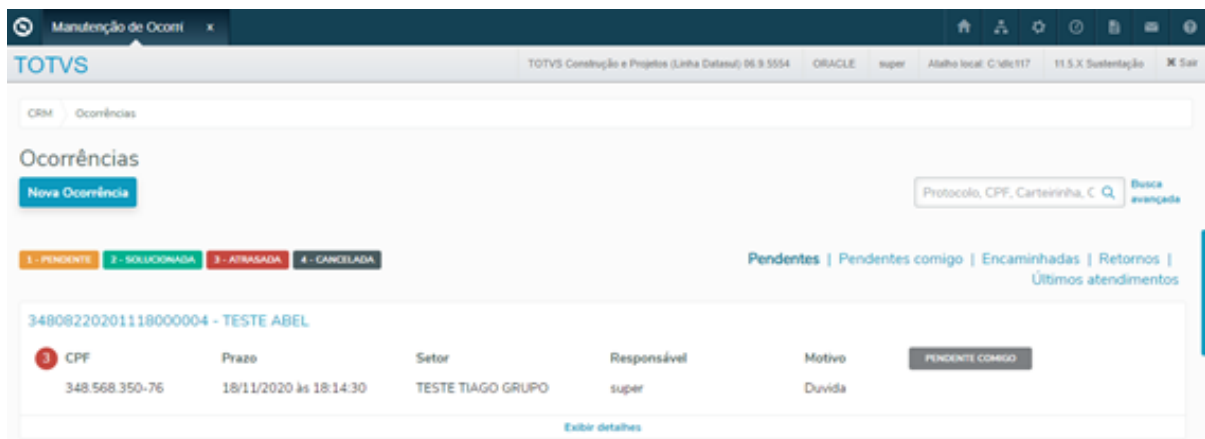 Manutenção de Ocorrí x
TOTVS
TOTVS Construção e Projetos (Linha Datasul) 06.9.5554 ORACLE super Atalho local: C:\dlc117 11.5.X Sustentação Sair
CRM Ocorrências
Ocorrências
Nova Ocorrência
Protocolo, CPF, Carteirinha, C
Busca
avançada
1 - PENDENTE 2 - SOLUCIONADA 3 - ATRASADA 4 - CANCELADA
Pendentes | Pendentes comigo | Encaminhadas | Retornos |
Últimos atendimentos
34808220201118000004 - TESTE ABEL
3 CPF Prazo Setor Responsável Motivo PENDENTE COMIGO
348.568.350-76 18/11/2020 às 18:14:30 TESTE TIAGO GRUPO super Duvida
Exibir detalhes